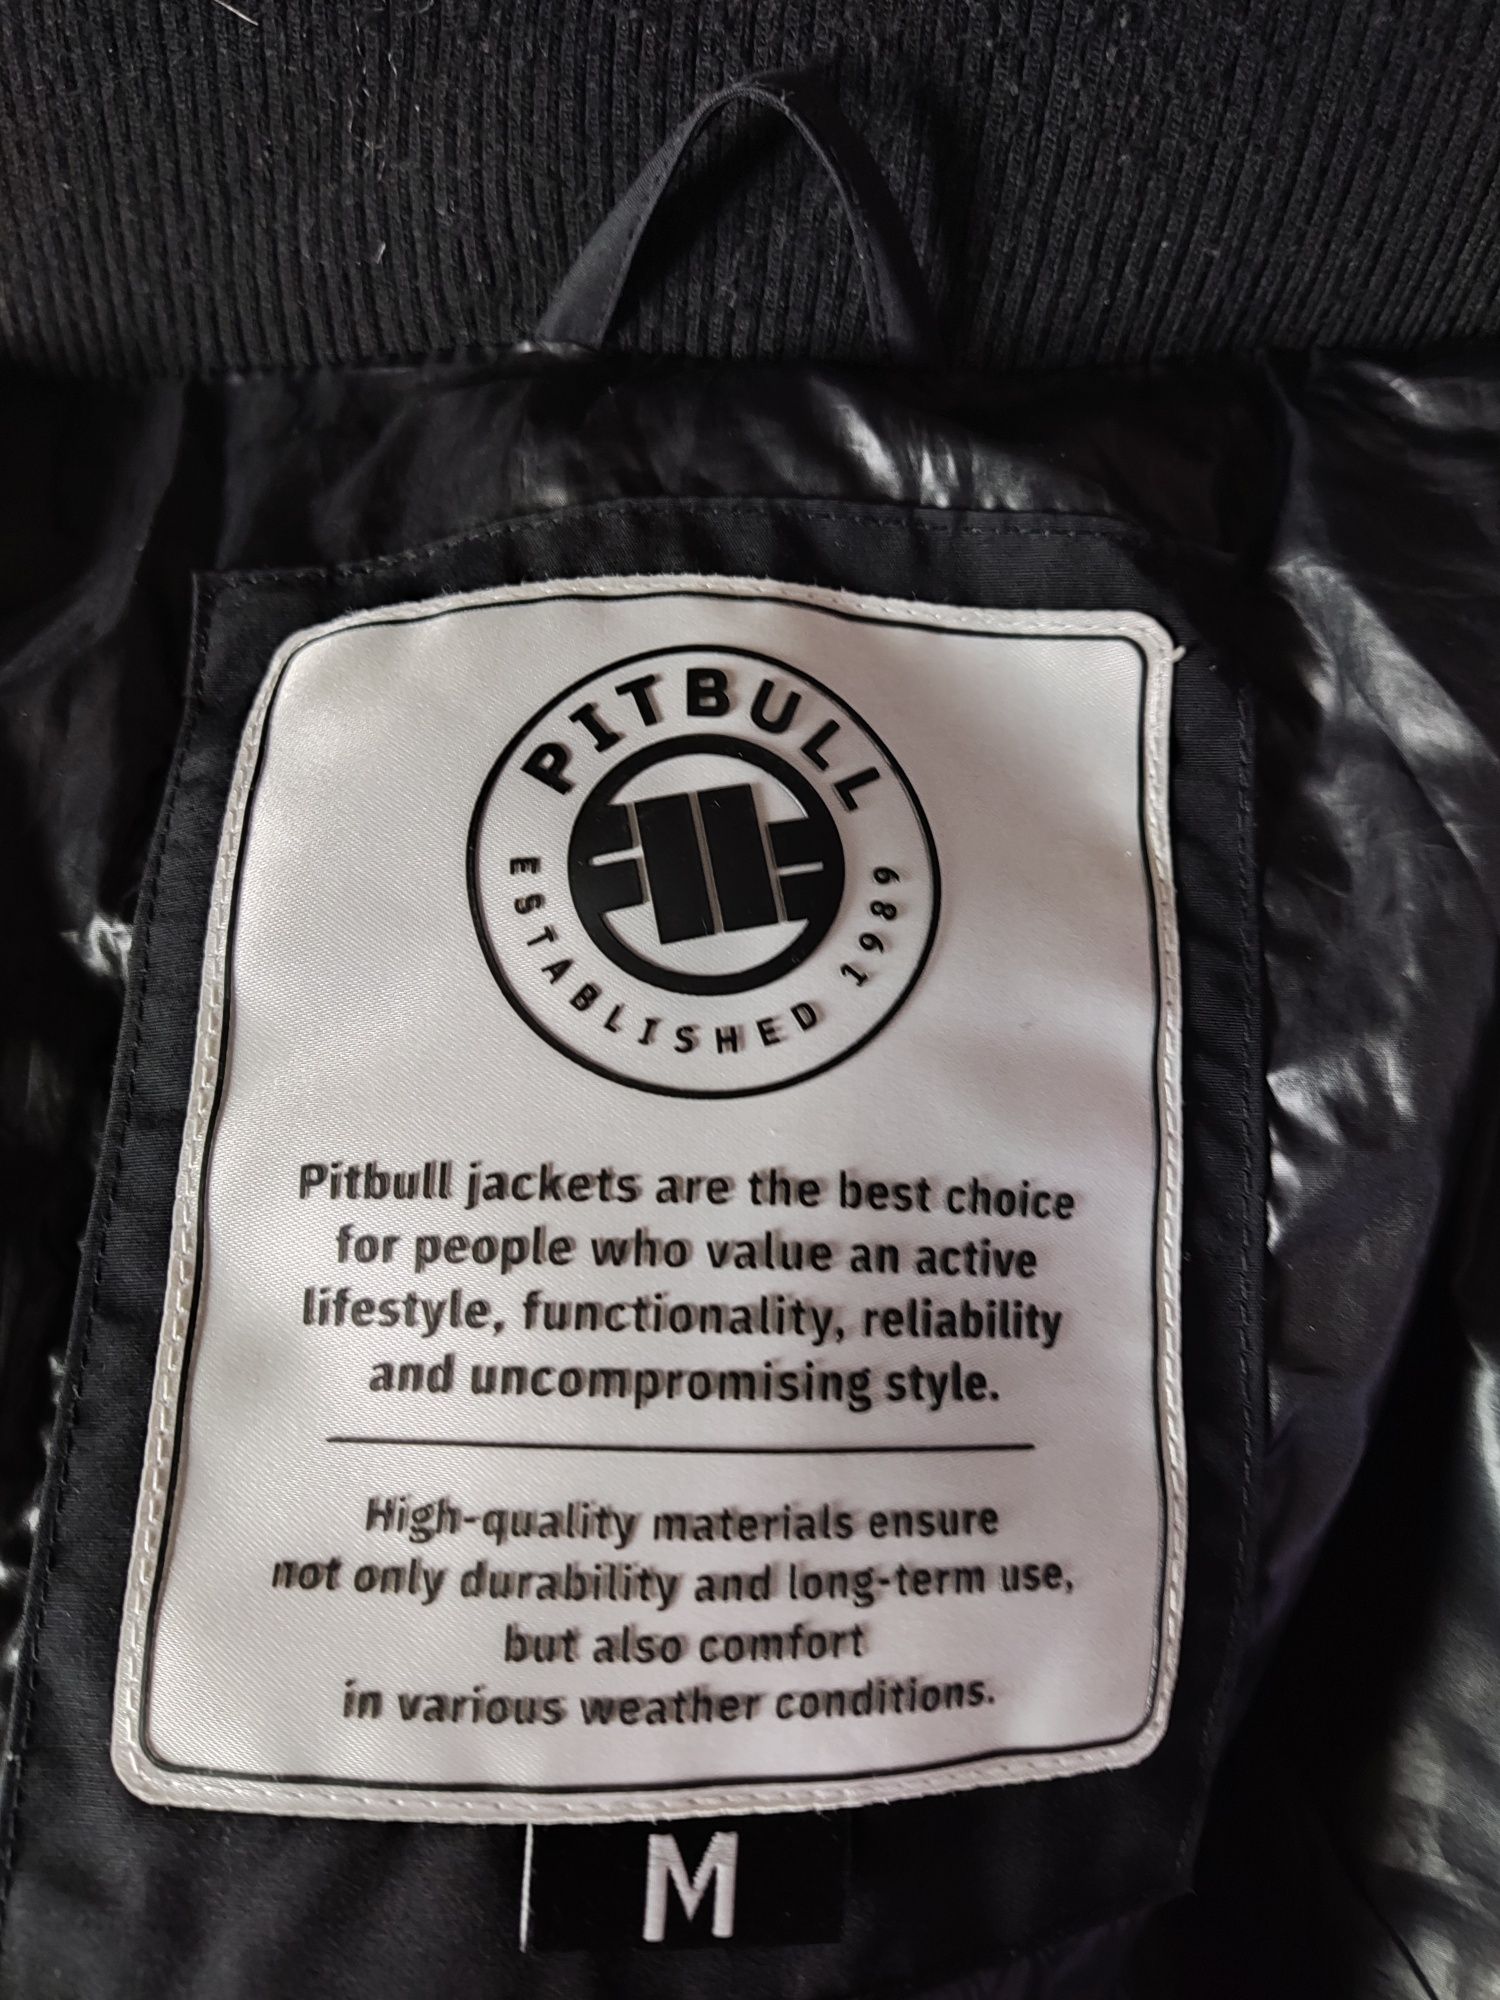 PITBULL
ESTABLISHED 1989
Pitbull jackets are the best choice
for people who value an active
lifestyle, functionality, reliability
and uncompromising style.
High-quality materials ensure
not only durability and long-term use,
but also comfort
in various weather conditions.
M